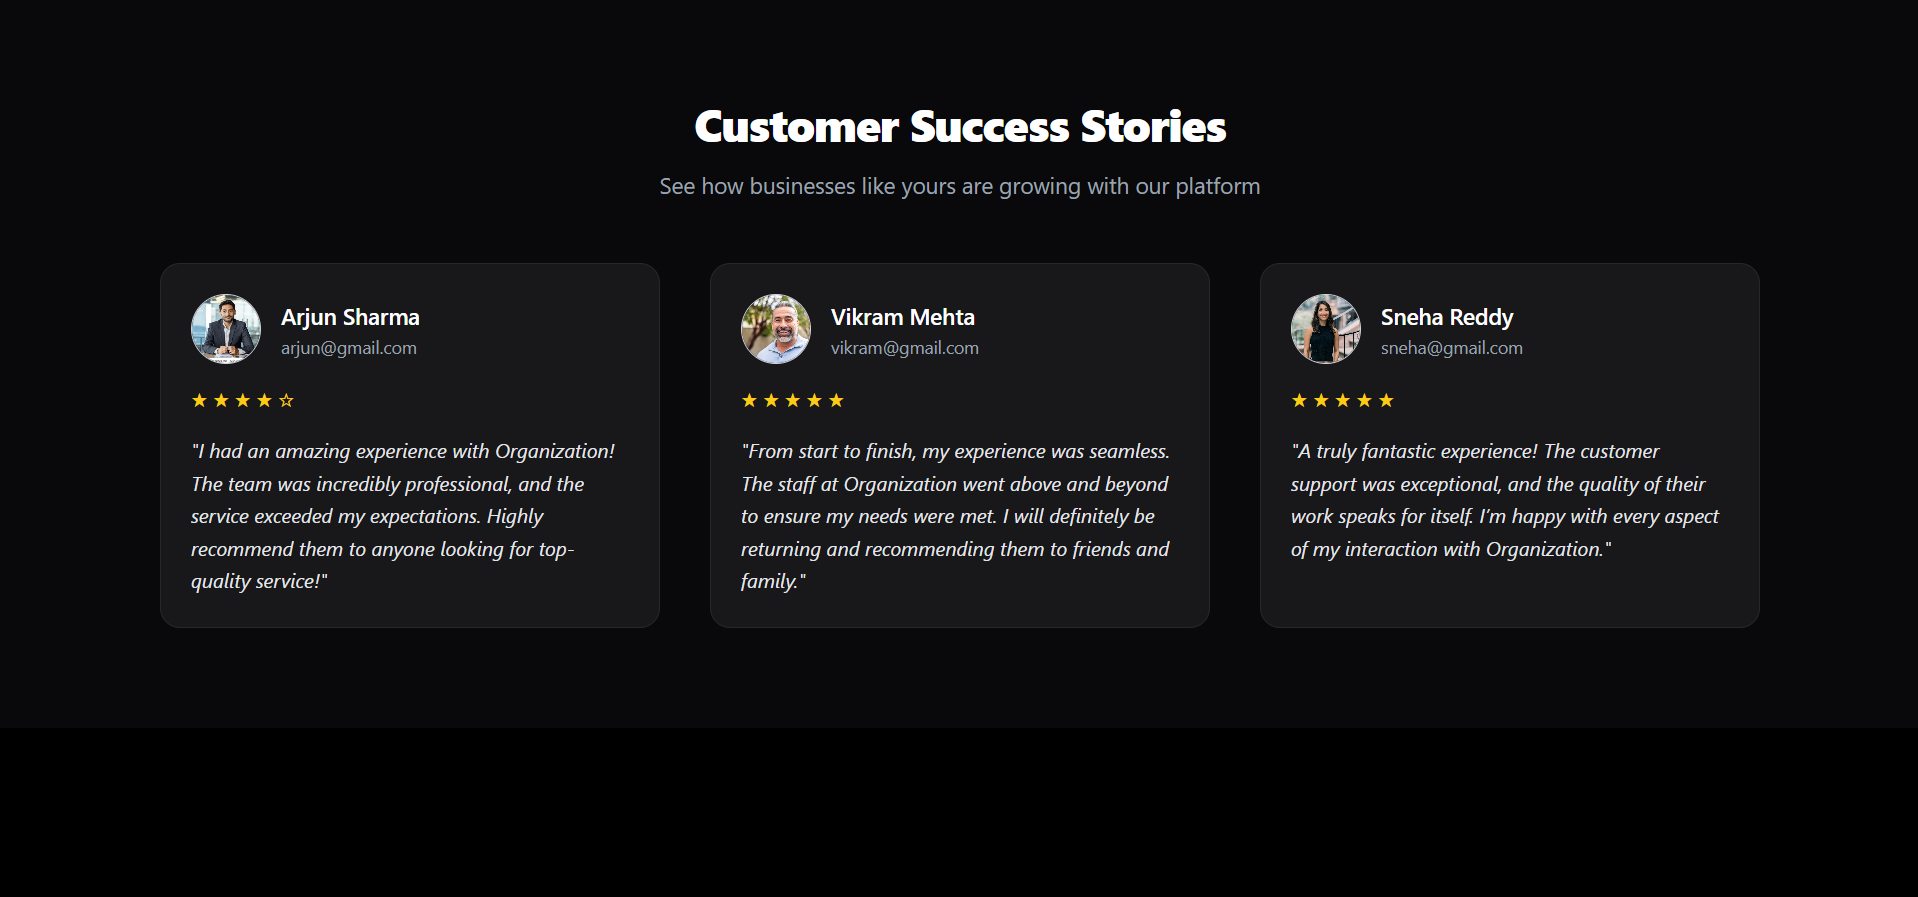 Customer Success Stories
See how businesses like yours are growing with our platform
Arjun Sharma
arjun@gmail.com
★★★★☆
"I had an amazing experience with Organization!
The team was incredibly professional, and the
service exceeded my expectations. Highly
recommend them to anyone looking for top-
quality service!"
Vikram Mehta
vikram@gmail.com
★★★★★
"From start to finish, my experience was seamless.
The staff at Organization went above and beyond
to ensure my needs were met. I will definitely be
returning and recommending them to friends and
family."
Sneha Reddy
sneha@gmail.com
★★★★★
"A truly fantastic experience! The customer
support was exceptional, and the quality of their
work speaks for itself. I’m happy with every aspect
of my interaction with Organization."